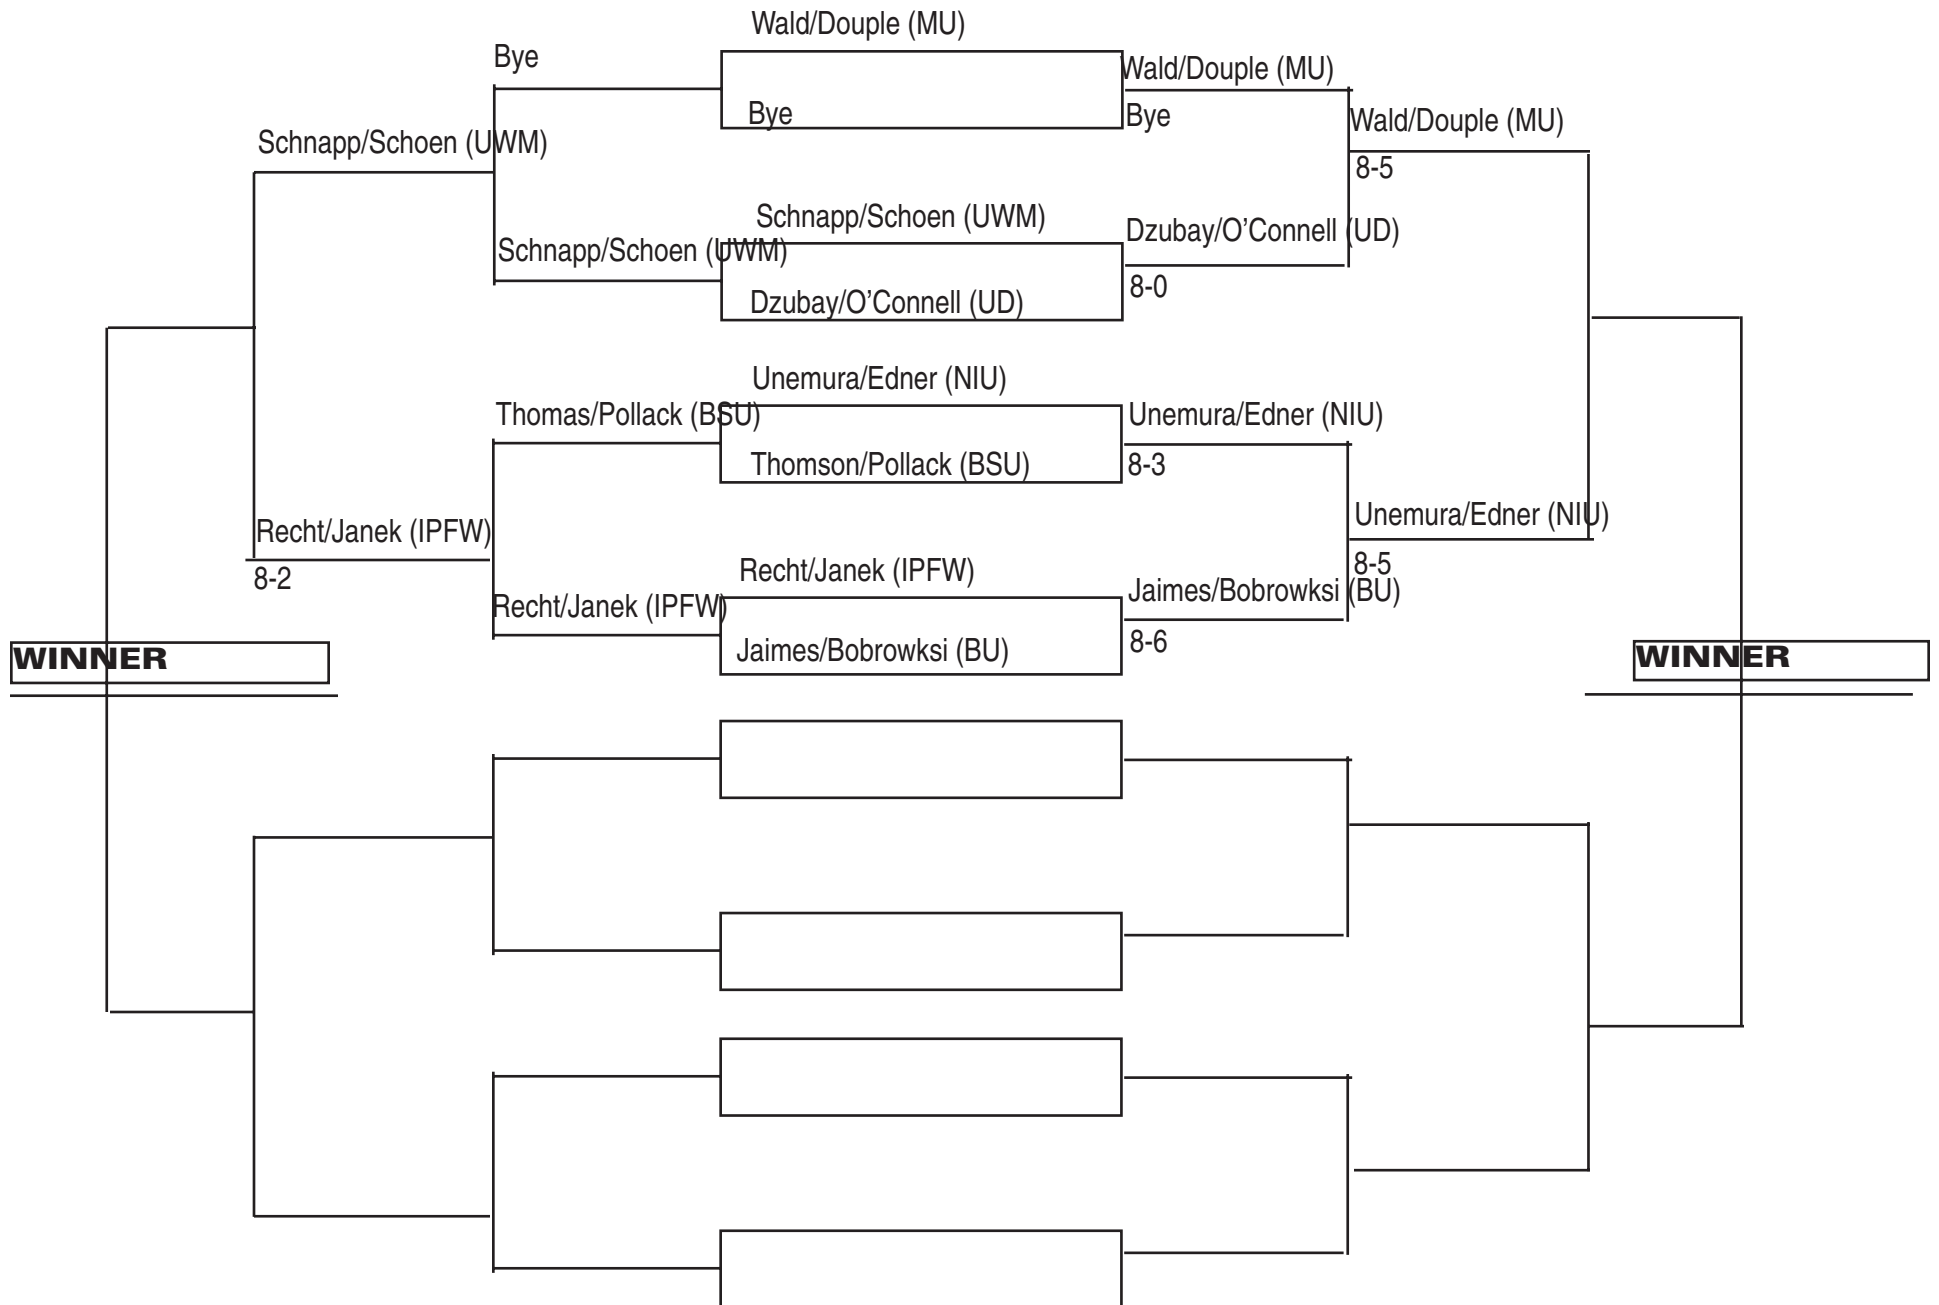 Wald/Douple (MU)
Bye
Wald/Douple (MU)
Bye
Bye
Wald/Douple (MU)
Schnapp/Schoen (UWM)
8-5
Schnapp/Schoen (UWM)
Dzubay/O’Connell (UD)
Schnapp/Schoen (UWM)
8-0
Dzubay/O’Connell (UD)
Unemura/Edner (NIU)
Thomas/Pollack (BSU)
Unemura/Edner (NIU)
Thomson/Pollack (BSU)
8-3
Recht/Janek (IPFW)
Unemura/Edner (NIU)
8-2
8-5
Recht/Janek (IPFW)
Jaimes/Bobrowksi (BU)
Recht/Janek (IPFW)
8-6
Jaimes/Bobrowksi (BU)
WINNER
WINNER